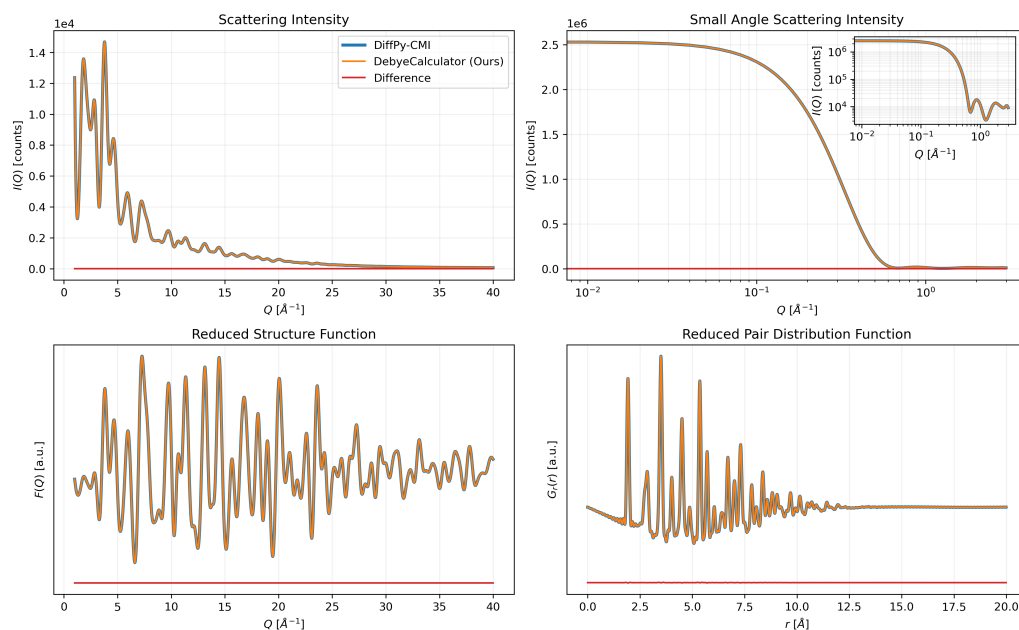 Scattering Intensity
1e4
1.4
1.2
1.0
0.8
0.6
0.4
0.2
0.0
I(Q) [counts]
0 5 10 15 20 25 30 35 40
Q [Å⁻¹]
DiffPy-CMI
DebyeCalculator (Ours)
Difference
Small Angle Scattering Intensity
1e6
2.5
2.0
1.5
1.0
0.5
0.0
I(Q) [counts]
10⁻² 10⁻¹ 10⁰
Q [Å⁻¹]
10⁶
10⁵
10⁴
I(Q) [counts]
10⁻² 10⁻¹ 10⁰
Q [Å⁻¹]
Reduced Structure Function
F(Q) [a.u.]
0 5 10 15 20 25 30 35 40
Q [Å⁻¹]
Reduced Pair Distribution Function
Gᵣ(r) [a.u.]
0.0 2.5 5.0 7.5 10.0 12.5 15.0 17.5 20.0
r [Å]